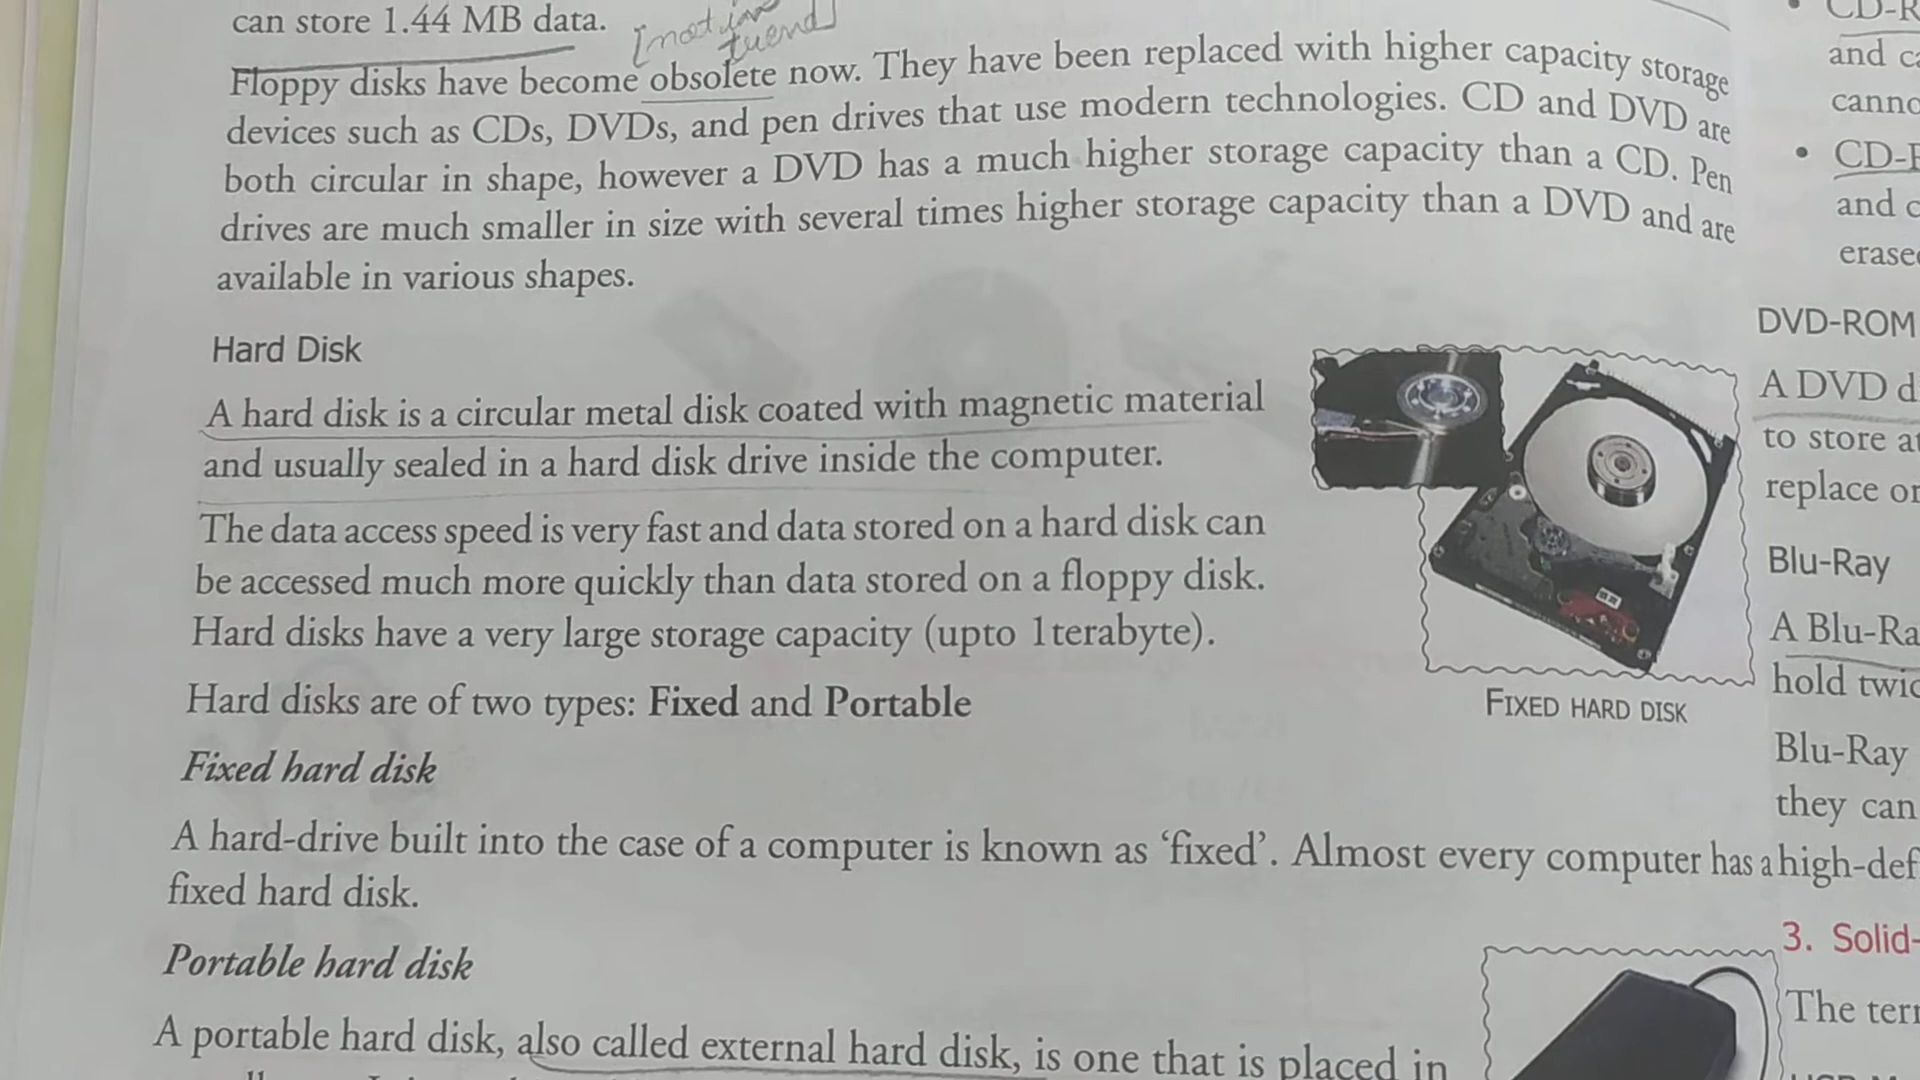 can store 1.44 MB data.
Floppy disks have become obsolete now. They have been replaced with higher capacity storage
devices such as CDs, DVDs, and pen drives that use modern technologies. CD and DVD are
both circular in shape, however a DVD has a much higher storage capacity than a CD. Pen
drives are much smaller in size with several times higher storage capacity than a DVD and are
available in various shapes.
Hard Disk
A hard disk is a circular metal disk coated with magnetic material
and usually sealed in a hard disk drive inside the computer.
The data access speed is very fast and data stored on a hard disk can
be accessed much more quickly than data stored on a floppy disk.
Hard disks have a very large storage capacity (upto 1terabyte).
Hard disks are of two types: Fixed and Portable
FIXED HARD DISK
Fixed hard disk
A hard-drive built into the case of a computer is known as ‘fixed’. Almost every computer has a
fixed hard disk.
Portable hard disk
A portable hard disk, also called external hard disk, is one that is placed in
and
DVD-ROM
A DVD
to store
replace
Blu-Ray
A
hold
Blu-Ray
they can
high-def
3. Solid-
The